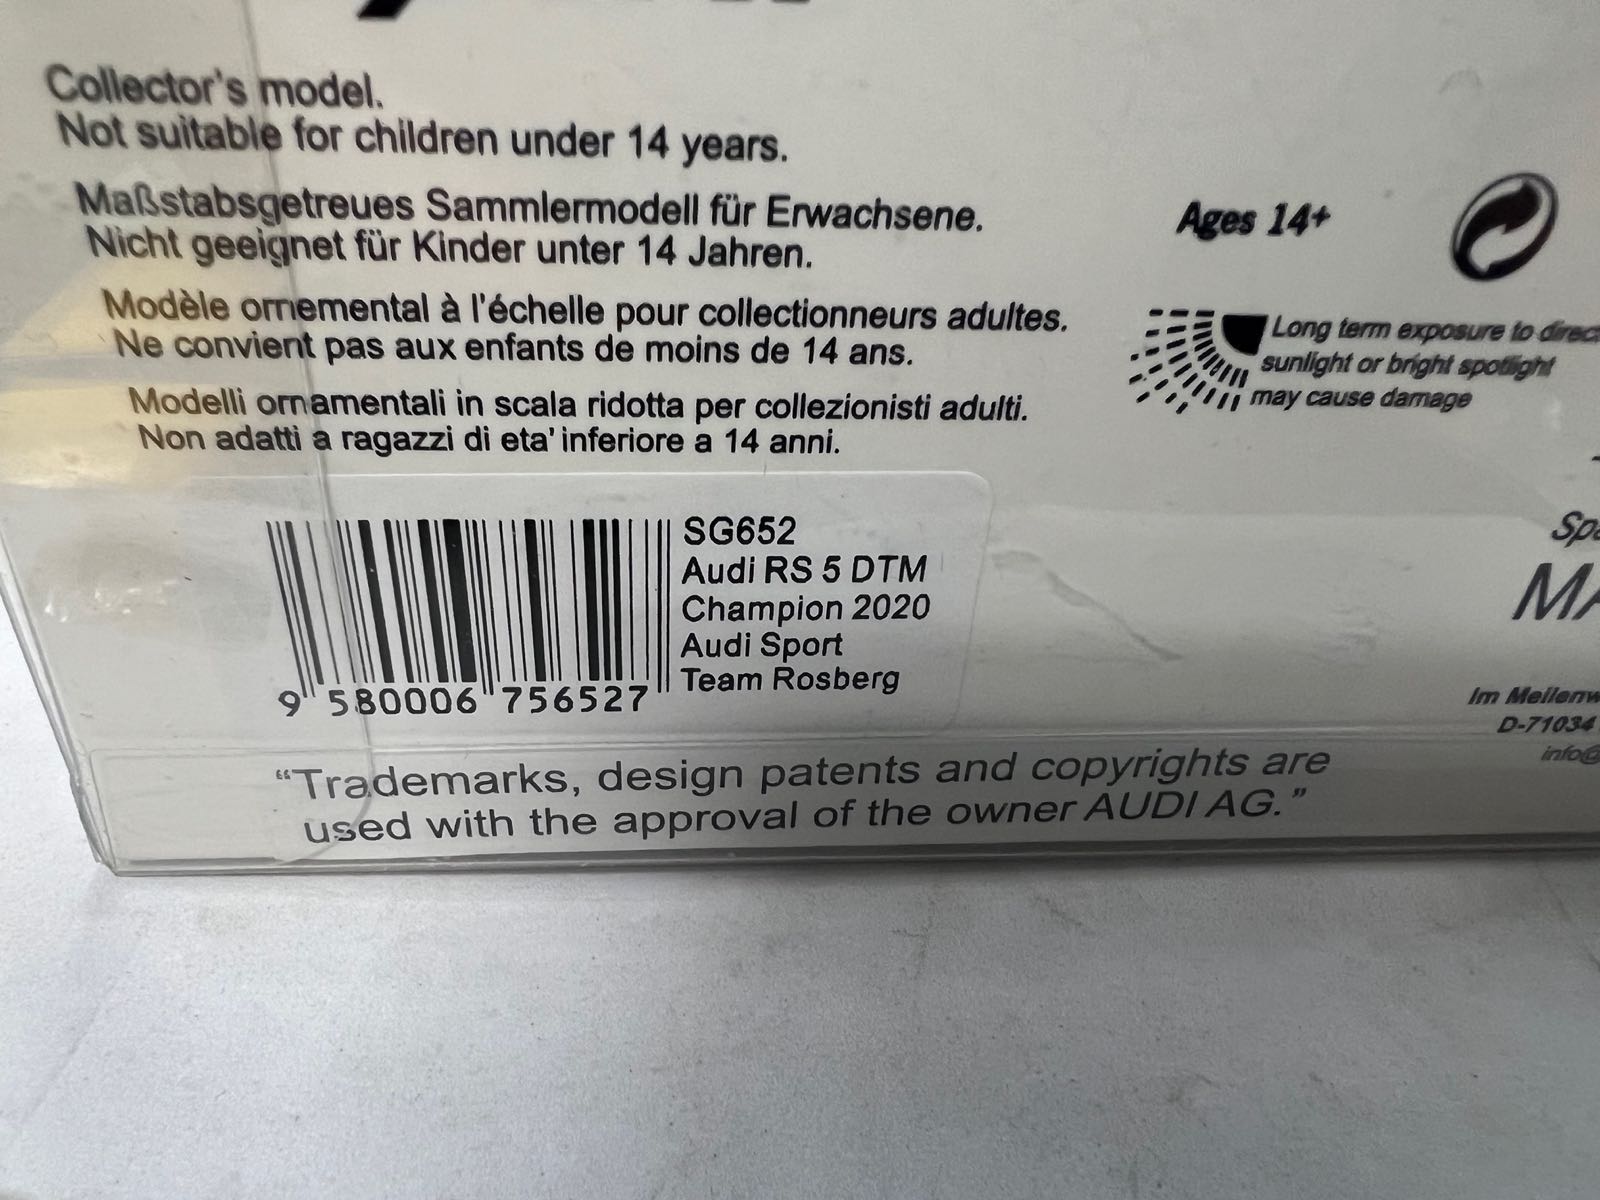 Collector's model.
Not suitable for children under 14 years.
Maßstabsgetreues Sammlermodell für Erwachsene.
Nicht geeignet für Kinder unter 14 Jahren.
Modèle ornemental à l'échelle pour collectionneurs adultes.
Ne convient pas aux enfants de moins de 14 ans.
Modelli ornamentali in scala ridotta per collezionisti adulti.
Non adatti a ragazzi di eta' inferiore a 14 anni.
Ages 14+
Long term exposure to direct
sunlight or bright spotlight
may cause damage
SG652
Audi RS 5 DTM
Champion 2020
Audi Sport
Team Rosberg
9 580006 756527
D-71034
info@
"Trademarks, design patents and copyrights are
used with the approval of the owner AUDI AG."